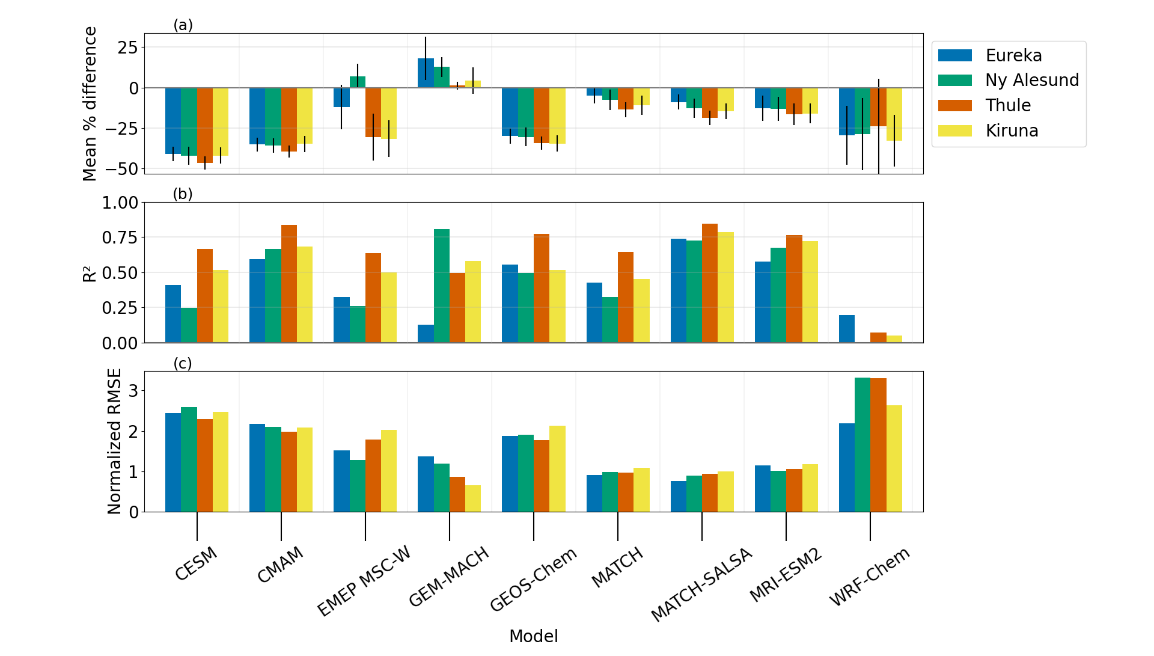 (a)
Mean % difference
25
0
−25
−50
Eureka
Ny Alesund
Thule
Kiruna
(b)
R²
1.00
0.75
0.50
0.25
0.00
(c)
Normalized RMSE
3
2
1
0
CESM
CMAM
EMEP MSC-W
GEM-MACH
GEOS-Chem
MATCH
MATCH-SALSA
MRI-ESM2
WRF-Chem
Model